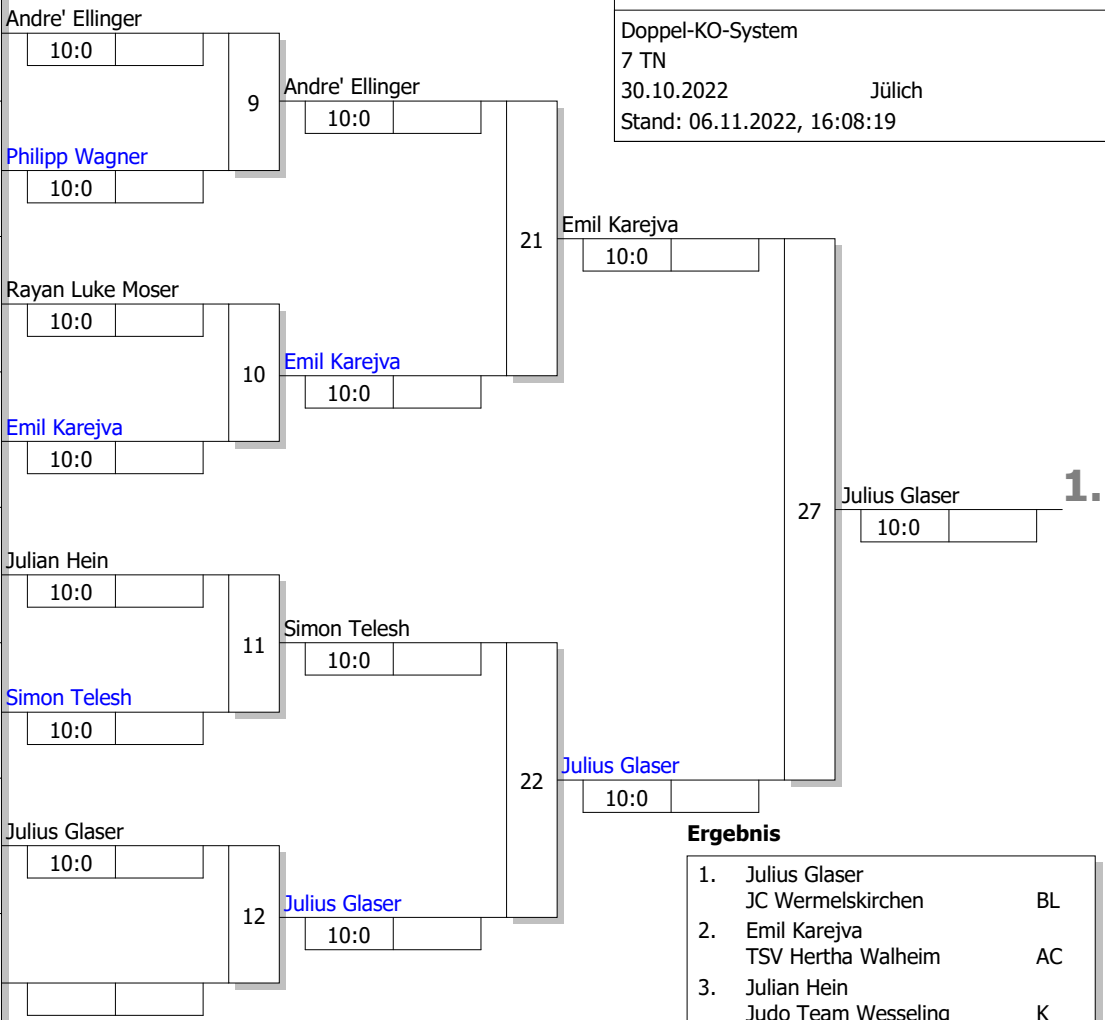 Doppel-KO-System
7 TN
30.10.2022 Jülich
Stand: 06.11.2022, 16:08:19
Andre' Ellinger
10:0
9
Philipp Wagner
10:0
Rayan Luke Moser
10:0
10
Emil Karejva
10:0
Julian Hein
10:0
11
Simon Telesh
10:0
Julius Glaser
10:0
12
Andre' Ellinger
10:0
21
Emil Karejva
10:0
Simon Telesh
10:0
22
Julius Glaser
10:0
Emil Karejva
10:0
27
Julius Glaser
10:0
Julius Glaser 1.
10:0
Ergebnis
1. Julius Glaser
JC Wermelskirchen BL
2. Emil Karejva
TSV Hertha Walheim AC
3. Julian Hein
Judo Team Wesseling K